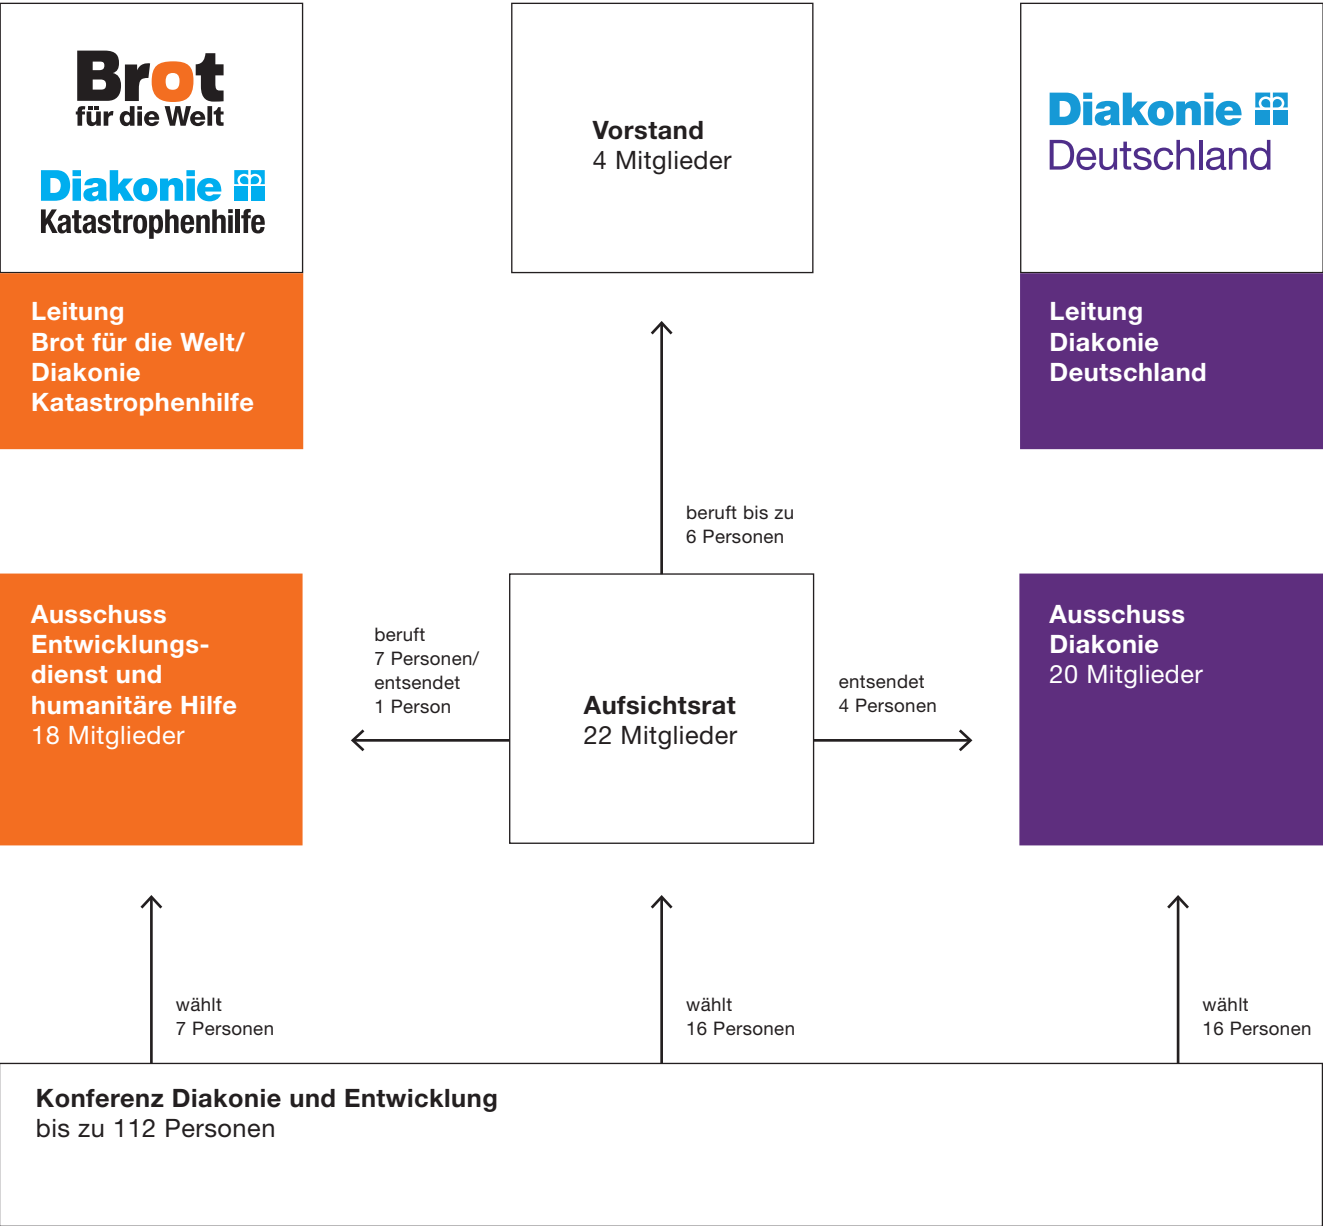 Brot
für die Welt
Diakonie
Katastrophenhilfe
Vorstand
4 Mitglieder
Diakonie
Deutschland
Leitung
Brot für die Welt/
Diakonie
Katastrophenhilfe
Leitung
Diakonie
Deutschland
beruft bis zu
6 Personen
Ausschuss
Entwicklungs-
dienst und
humanitäre Hilfe
18 Mitglieder
beruft
7 Personen/
entsendet
1 Person
Aufsichtsrat
22 Mitglieder
entsendet
4 Personen
Ausschuss
Diakonie
20 Mitglieder
wählt
7 Personen
wählt
16 Personen
wählt
16 Personen
Konferenz Diakonie und Entwicklung
bis zu 112 Personen